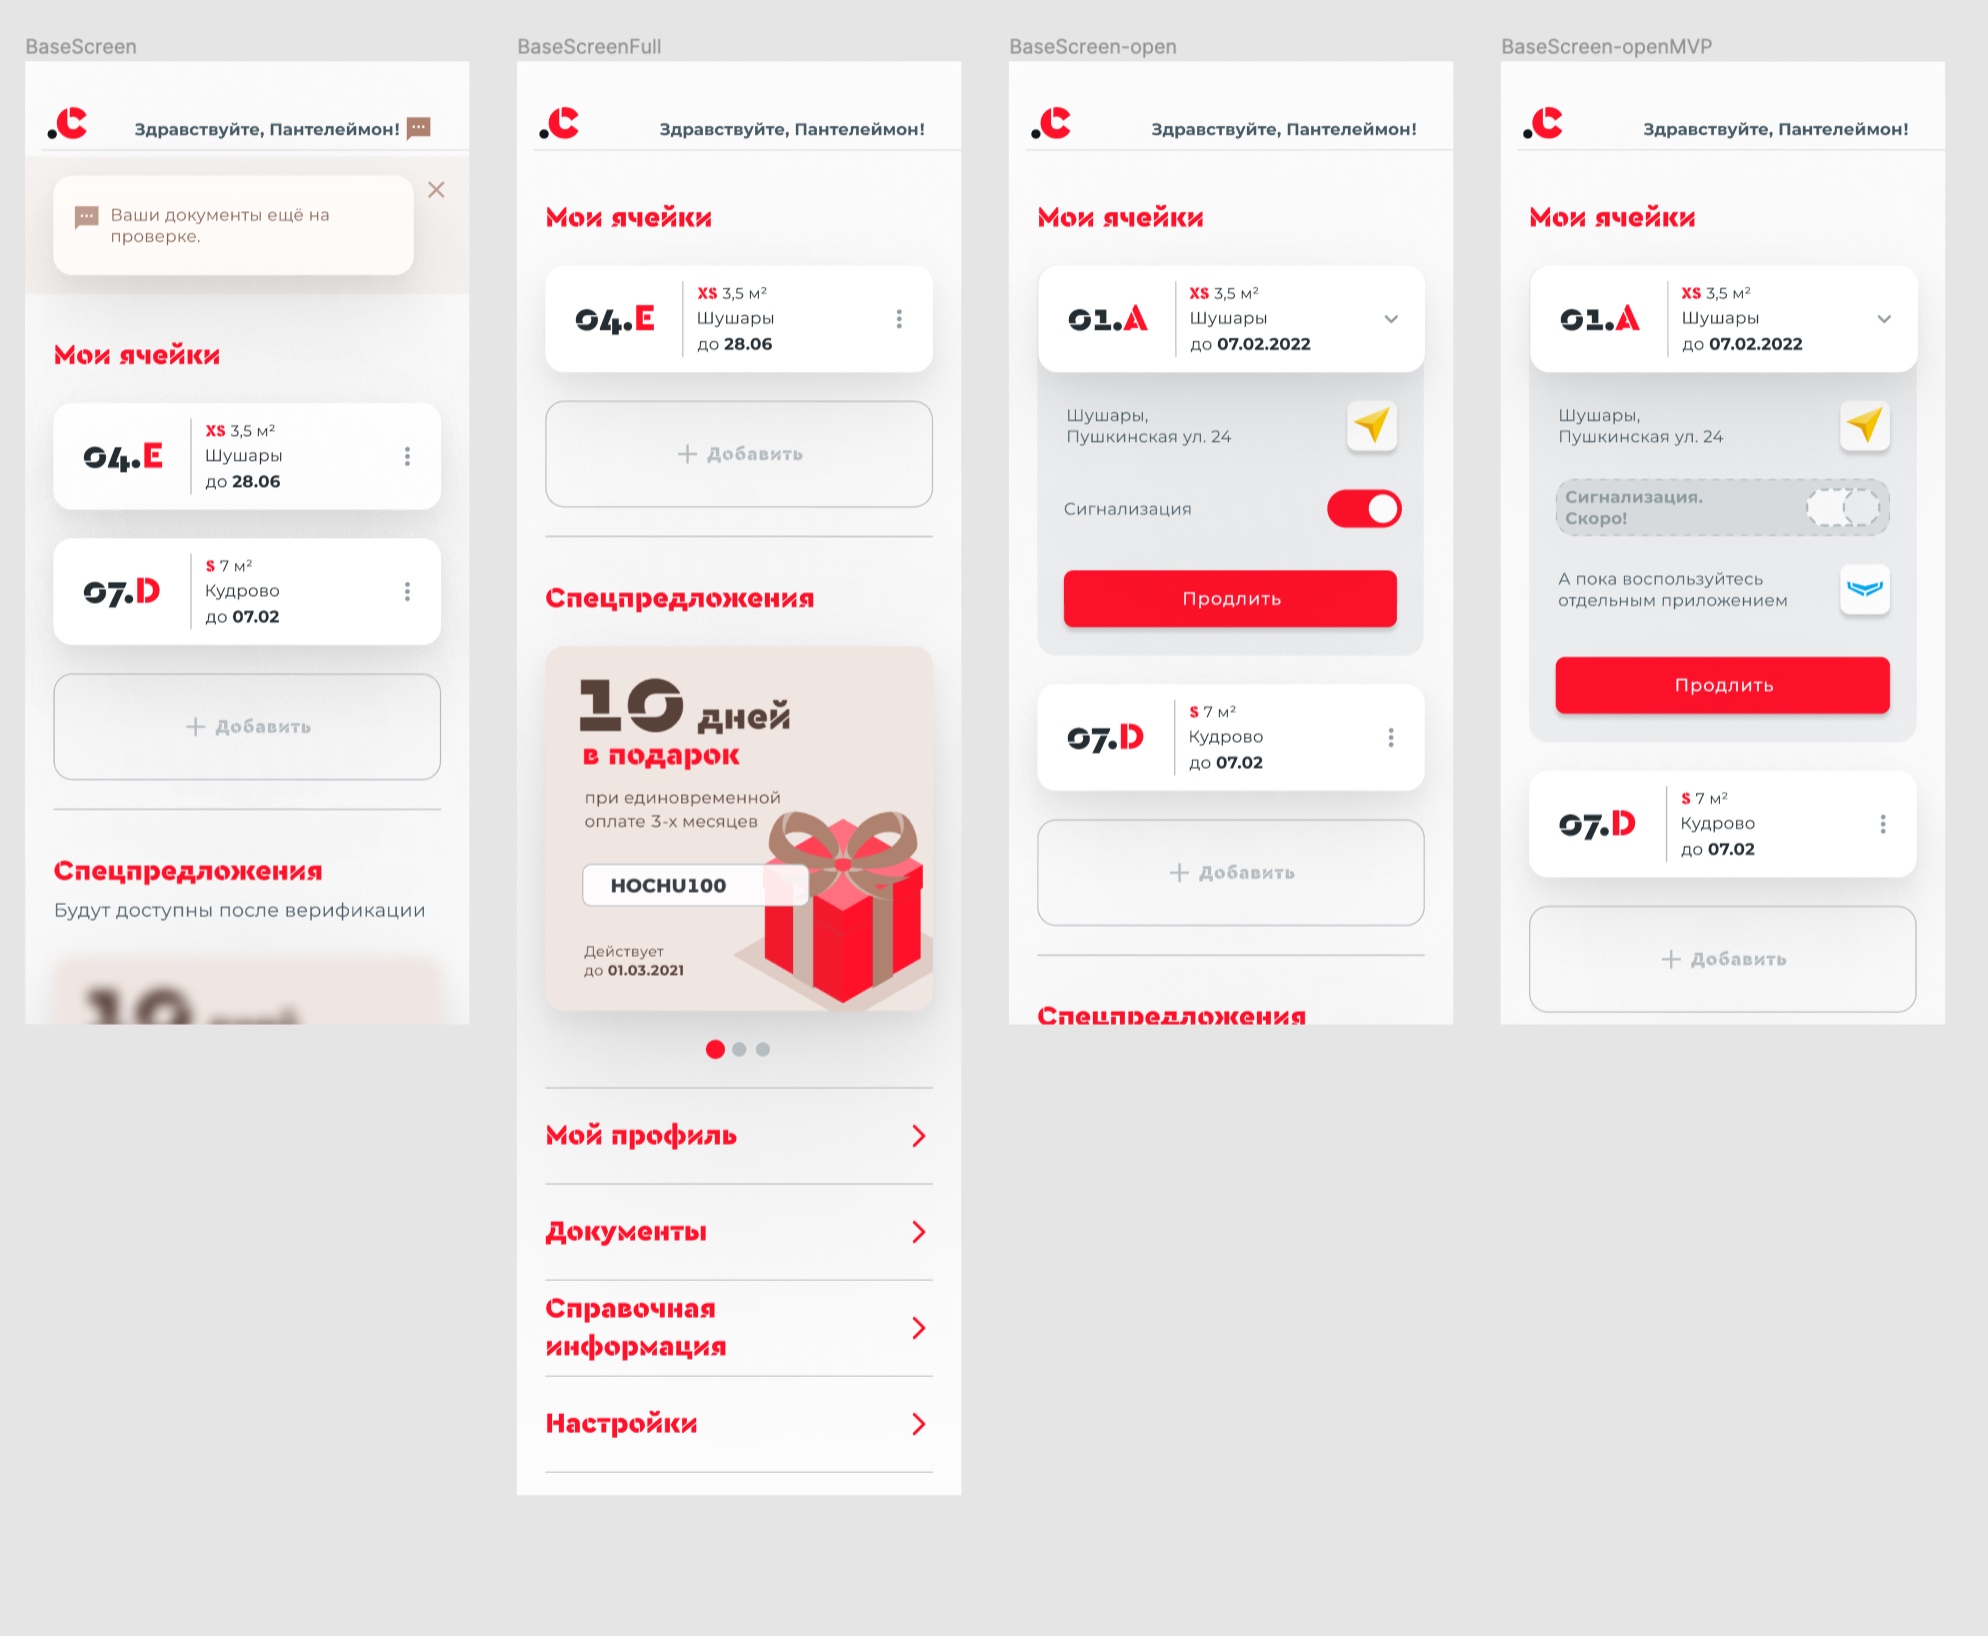 BaseScreen
.C
Здравствуйте, Пантелеймон!
Ваши документы ещё на
проверке.
Мои ячейки
04.E
XS 3,5 м²
Шушары
до 28.06
07.D
S 7 м²
Кудрово
до 07.02
+ Добавить
Спецпредложения
Будут доступны после верификации
10 дней
BaseScreenFull
.C
Здравствуйте, Пантелеймон!
Мои ячейки
04.E
XS 3,5 м²
Шушары
до 28.06
+ Добавить
Спецпредложения
10 дней
в подарок
при единовременной
оплате 3-х месяцев
HOCHU100
Действует
до 01.03.2021
Мой профиль
Документы
Справочная
информация
Настройки
BaseScreen-open
.C
Здравствуйте, Пантелеймон!
Мои ячейки
01.A
XS 3,5 м²
Шушары
до 07.02.2022
Шушары,
Пушкинская ул. 24
Сигнализация
Продлить
07.D
S 7 м²
Кудрово
до 07.02
+ Добавить
Спецпредложения
BaseScreen-openMVP
.C
Здравствуйте, Пантелеймон!
Мои ячейки
01.A
XS 3,5 м²
Шушары
до 07.02.2022
Шушары,
Пушкинская ул. 24
Сигнализация.
Скоро!
А пока воспользуйтесь
отдельным приложением
Продлить
07.D
S 7 м²
Кудрово
до 07.02
+ Добавить